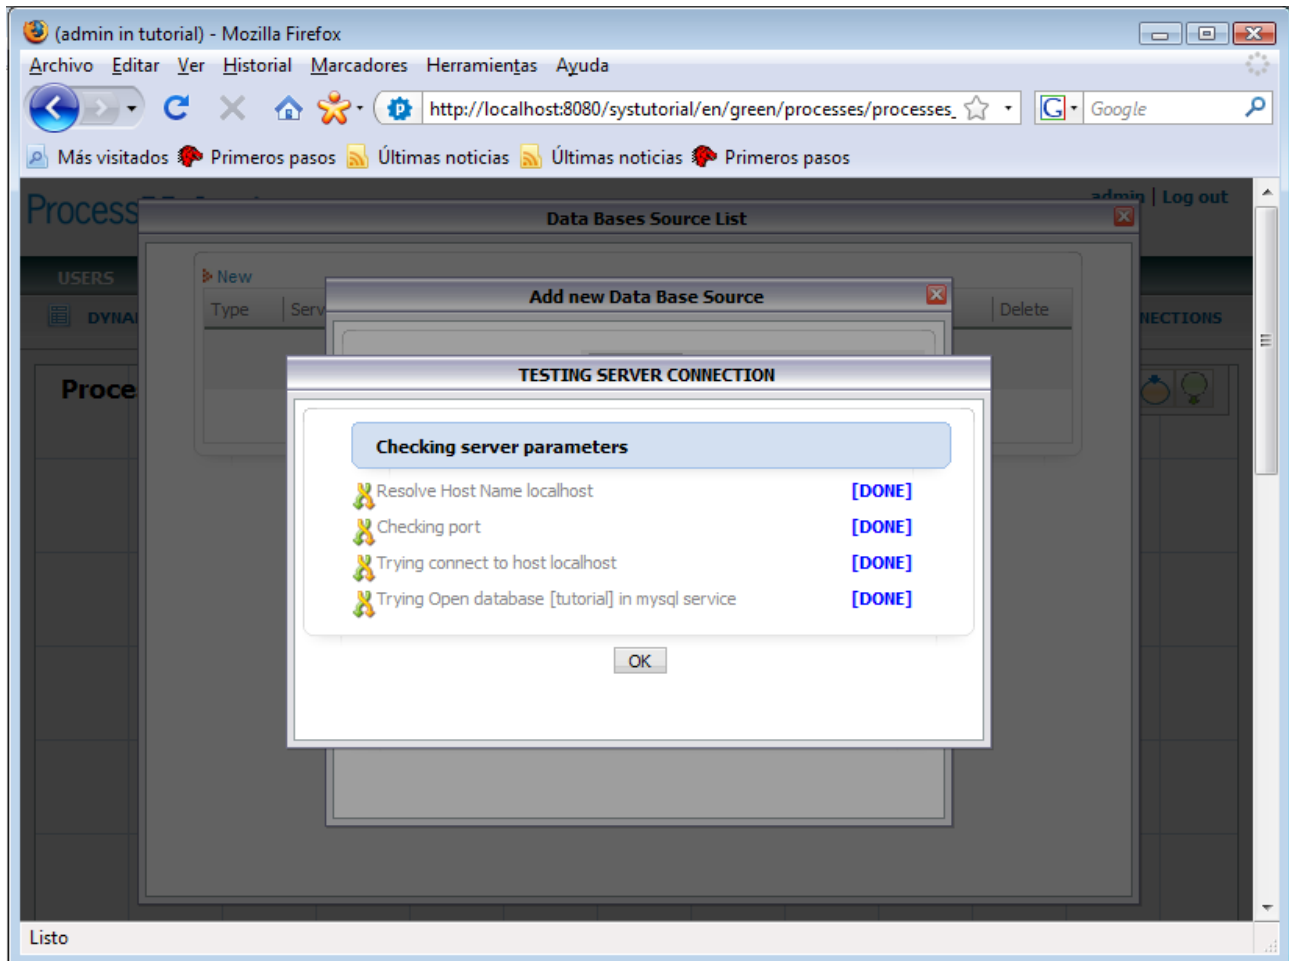 (admin in tutorial) - Mozilla Firefox
Archivo Editar Ver Historial Marcadores Herramientas Ayuda
http://localhost:8080/systutorial/en/green/processes/processes_ Google
Más visitados Primeros pasos Últimas noticias Últimas noticias Primeros pasos
admin | Log out
Process
Data Bases Source List
USERS
New
Add new Data Base Source
Type Serv Delete
DYNA NECTIONS
TESTING SERVER CONNECTION
Proce
Checking server parameters
Resolve Host Name localhost [DONE]
Checking port [DONE]
Trying connect to host localhost [DONE]
Trying Open database [tutorial] in mysql service [DONE]
OK
Listo